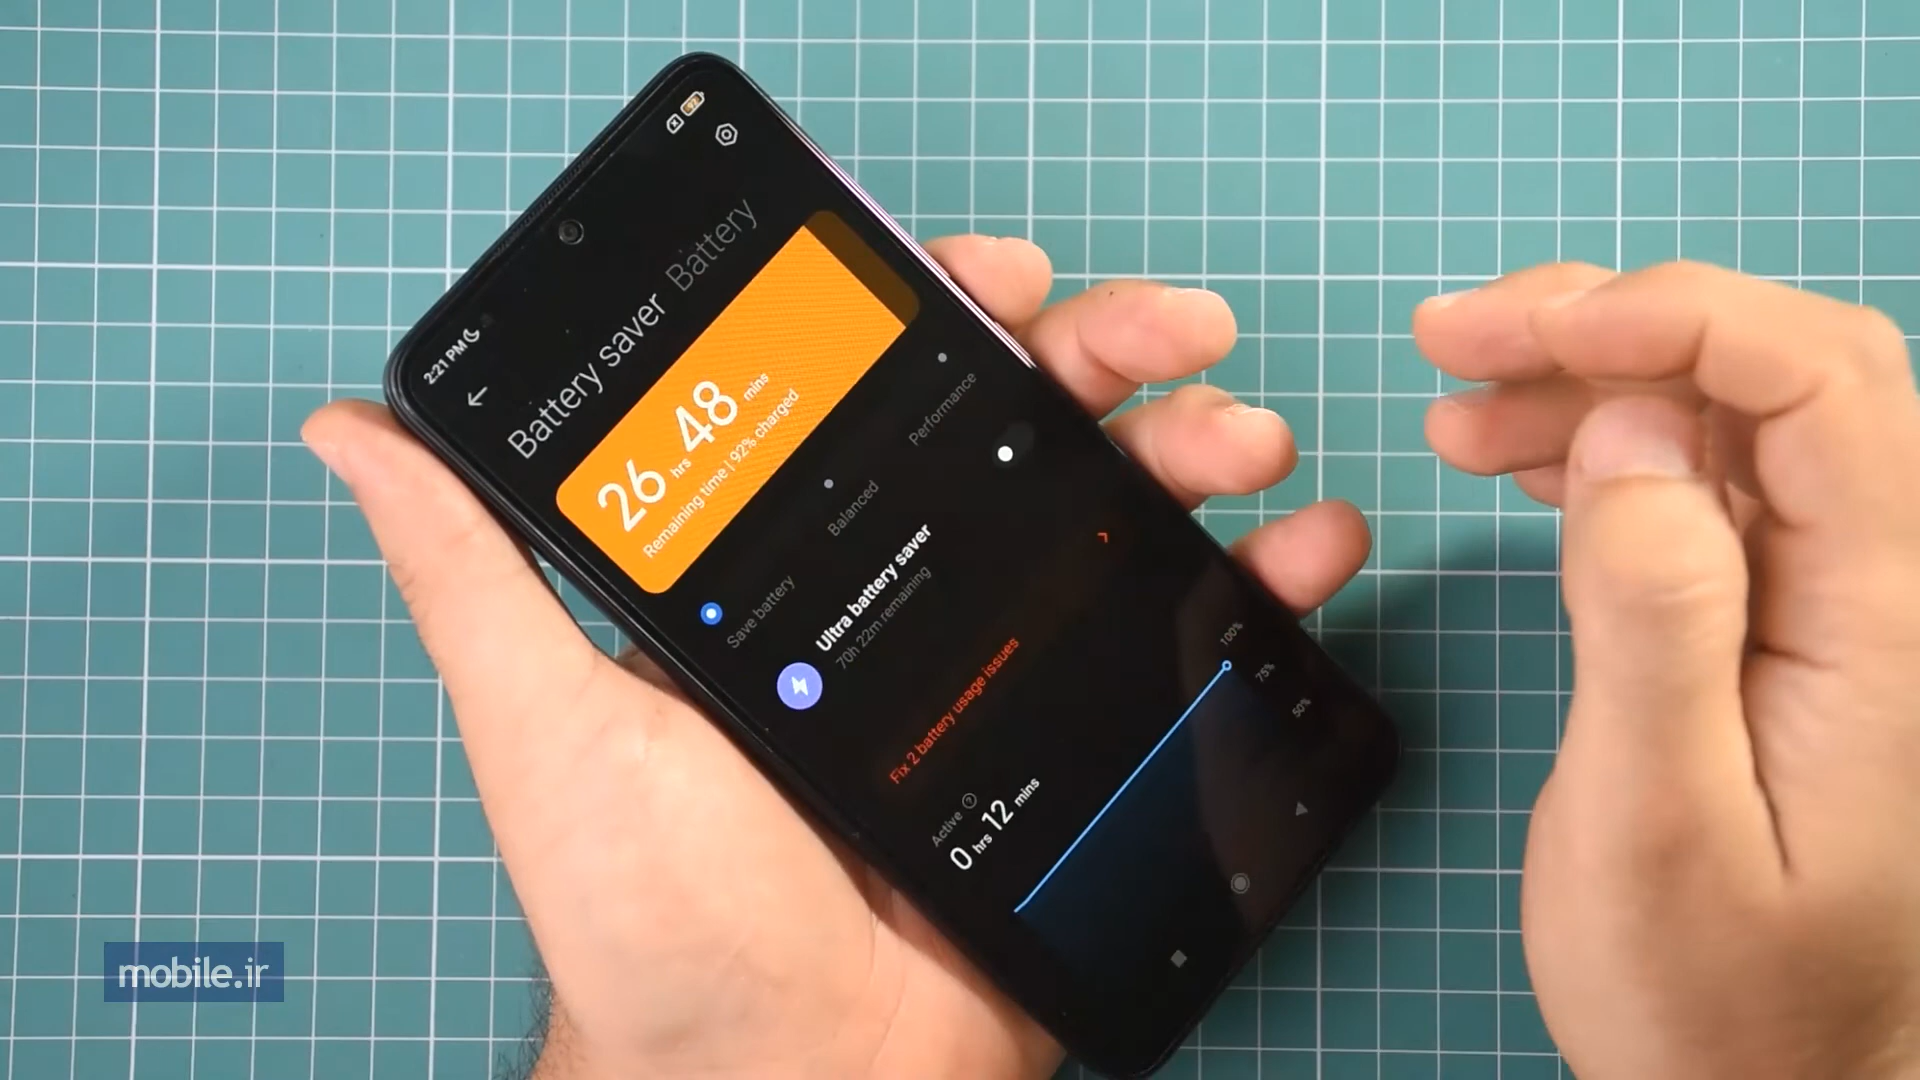 2:21 PM
92
Battery saver Battery
26 hrs 48 mins
Remaining time | 92% charged
Save battery
Balanced
Performance
Ultra battery saver
70h 22m remaining
Fix 2 battery usage issues
Active ?
0 hrs 12 mins
100%
75%
50%
mobile.ir